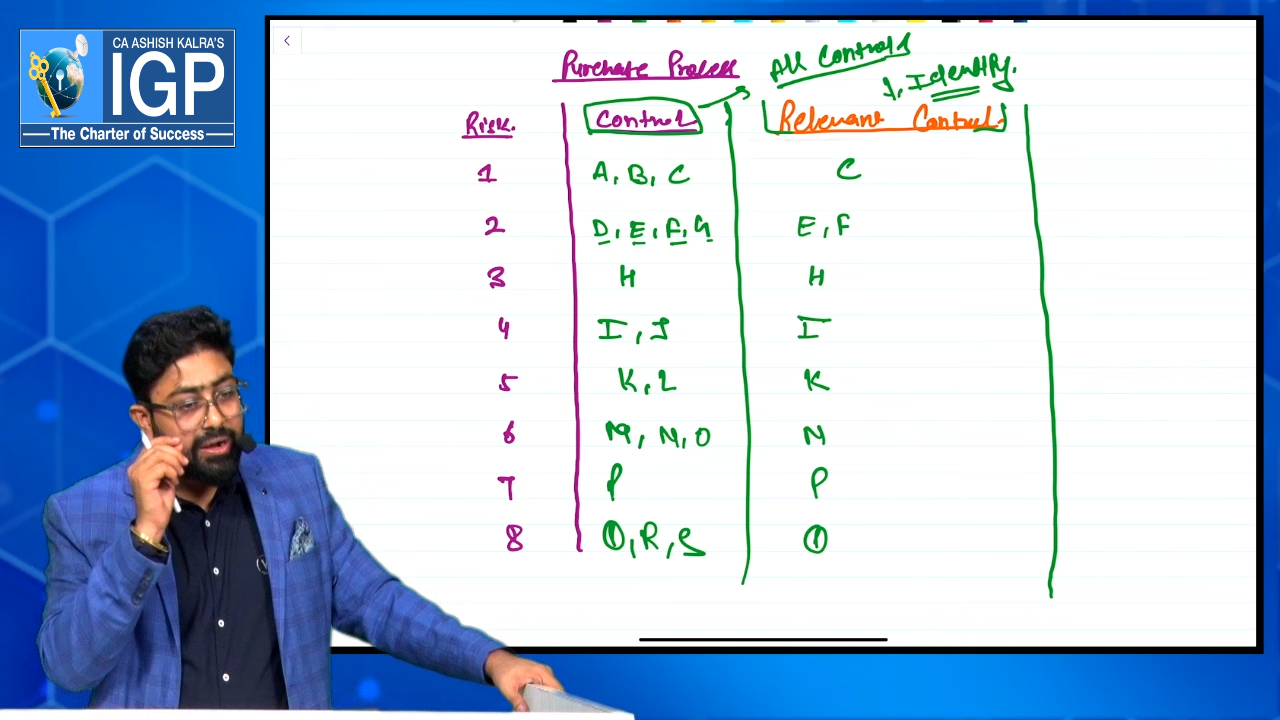 CA ASHISH KALRA'S
IGP
The Charter of Success
Purchase Process
All Controls
1, Identify.
Risk. Control Relevant Control.
1 A, B, C C
2 D, E, F, G E, F
3 H H
4 I, J I
5 K, L K
6 M, N, O N
7 P P
8 Q, R, S Q